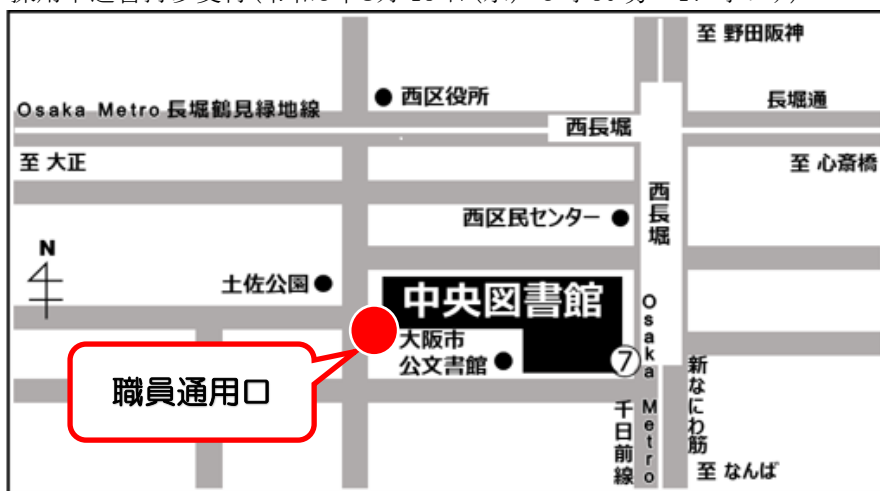 至 野田阪神
Osaka Metro 長堀鶴見緑地線
西区役所
長堀通
西長堀
至 大正
至 心斎橋
西長堀
西区民センター
N
土佐公園
中央図書館
大阪市
公文書館
7
職員通用口
Osaka Metro
千日前線
新なにわ筋
至 なんば